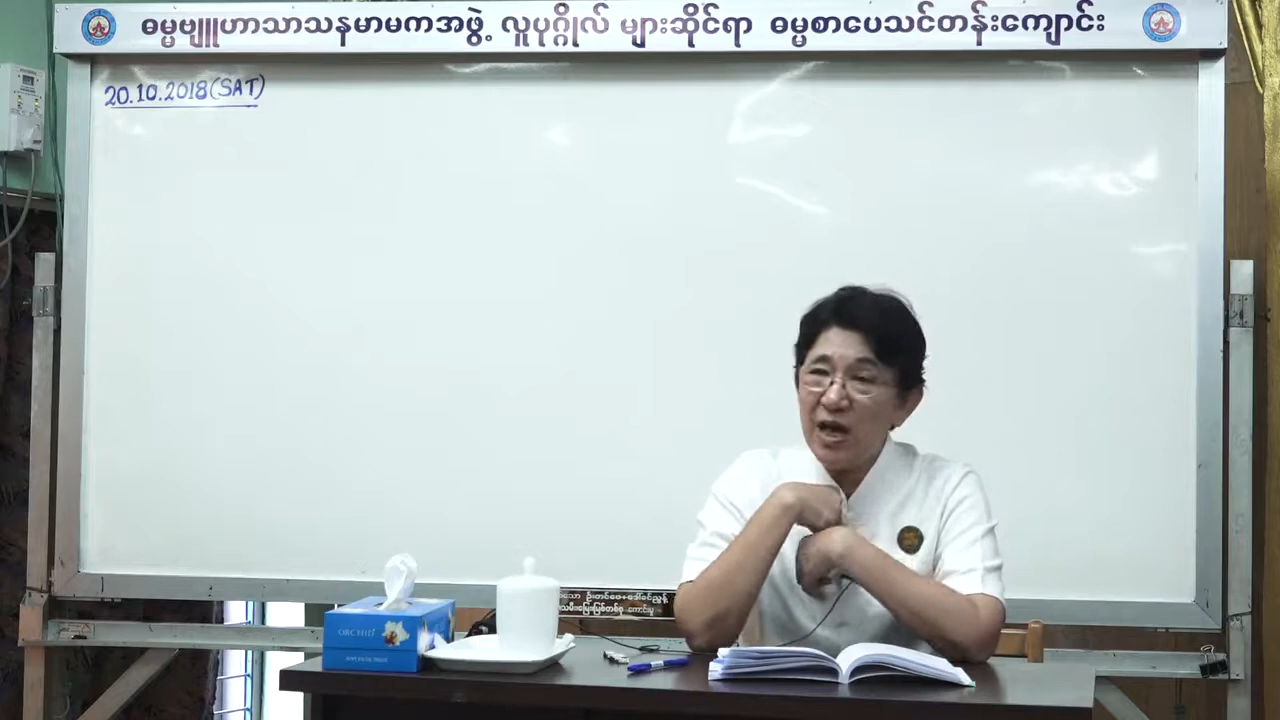 ဓမ္မဗျူဟာသာသနမာမကအဖွဲ့ လူပုဂ္ဂိုလ် များဆိုင်ရာ ဓမ္မစာပေသင်တန်းကျောင်း
20.10.2018(SAT)
ORCHID